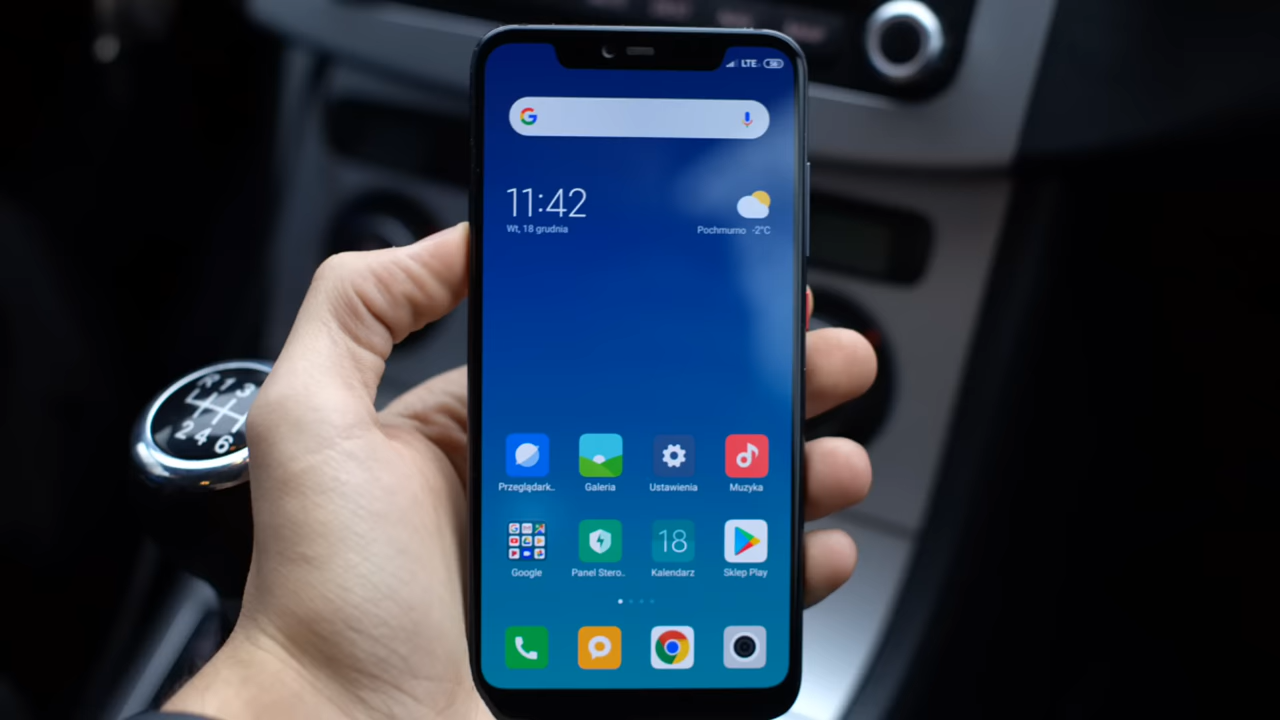 LTE
56
G
11:42
Wt, 18 grudnia
Pochmurno -2°C
R 1 3
2 4 6
Przeglądark..
Galeria
Ustawienia
Muzyka
18
Google
Panel Stero..
Kalendarz
Sklep Play